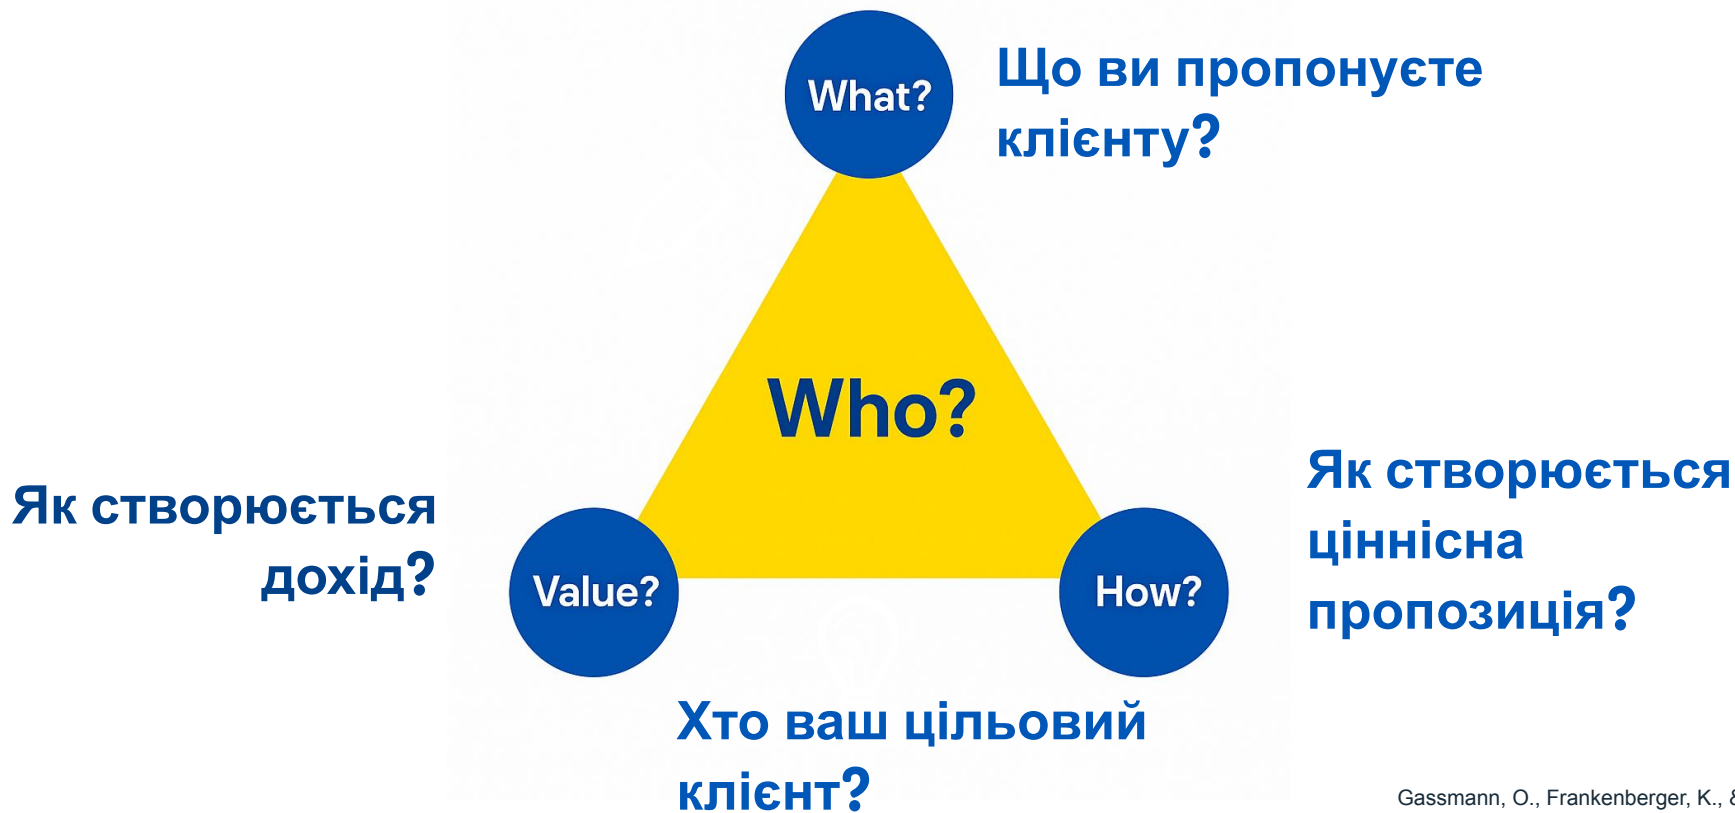 What?
Що ви пропонуєте
клієнту?
Who?
Як створюється
дохід?
Value?
How?
Як створюється
ціннісна
пропозиція?
Хто ваш цільовий
клієнт?
Gassmann, O., Frankenberger, K., &